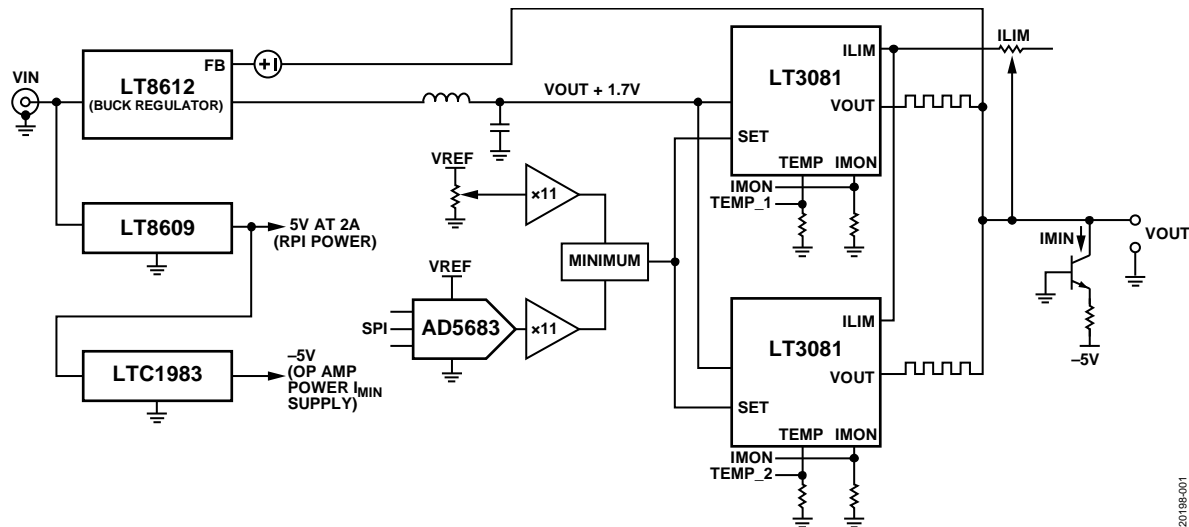 ILIM
VIN
LT8612
(BUCK REGULATOR)
FB
VOUT + 1.7V
ILIM
LT3081
VOUT
SET
TEMP IMON
IMON
TEMP_1
VREF
×11
LT8609
5V AT 2A
(RPI POWER)
MINIMUM
IMIN
VOUT
VREF
SPI
AD5683
×11
–5V
LTC1983
–5V
(OP AMP
POWER IMIN
SUPPLY)
ILIM
LT3081
VOUT
SET
TEMP IMON
IMON
TEMP_2
20198-001